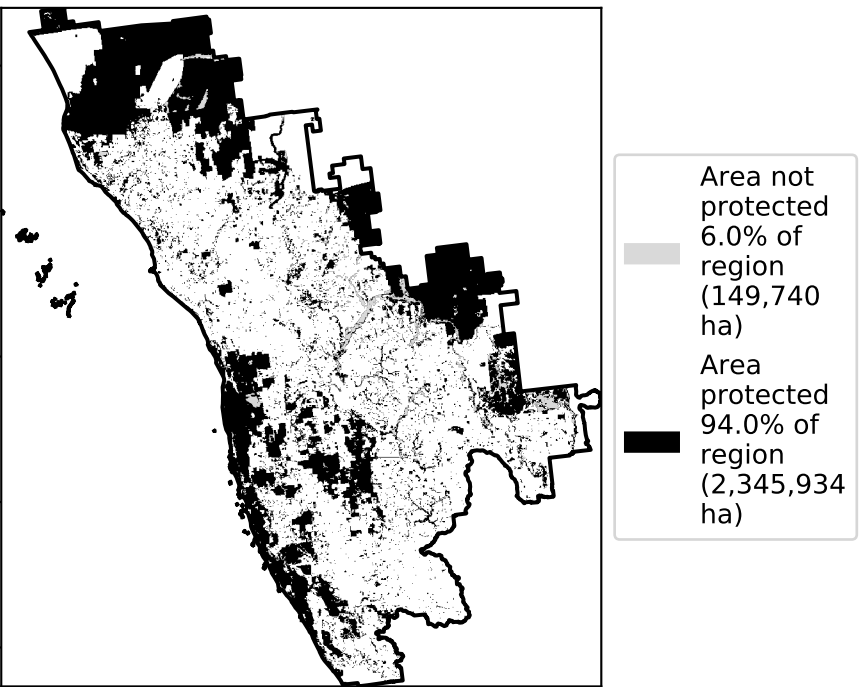 Area not
protected
6.0% of
region
(149,740
ha)
Area
protected
94.0% of
region
(2,345,934
ha)